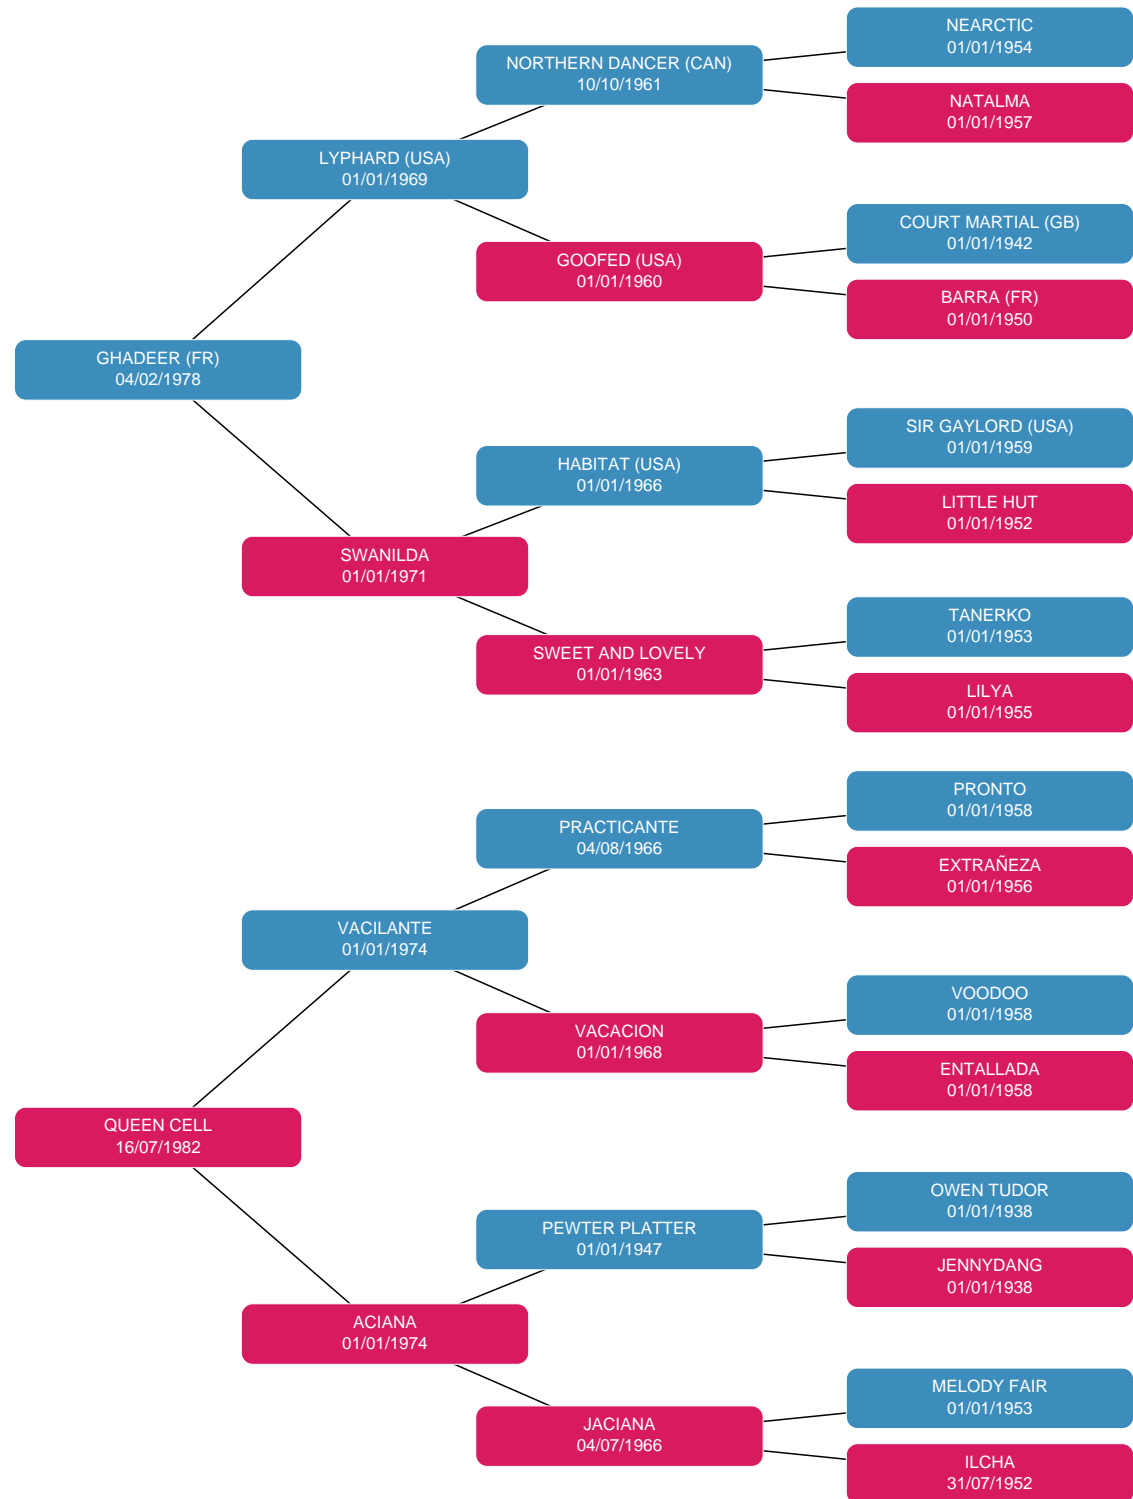 NEARCTIC
01/01/1954
NORTHERN DANCER (CAN)
10/10/1961
NATALMA
01/01/1957
LYPHARD (USA)
01/01/1969
COURT MARTIAL (GB)
01/01/1942
GOOFED (USA)
01/01/1960
BARRA (FR)
01/01/1950
GHADEER (FR)
04/02/1978
SIR GAYLORD (USA)
01/01/1959
HABITAT (USA)
01/01/1966
LITTLE HUT
01/01/1952
SWANILDA
01/01/1971
TANERKO
01/01/1953
SWEET AND LOVELY
01/01/1963
LILYA
01/01/1955
PRONTO
01/01/1958
PRACTICANTE
04/08/1966
EXTRAÑEZA
01/01/1956
VACILANTE
01/01/1974
VOODOO
01/01/1958
VACACION
01/01/1968
ENTALLADA
01/01/1958
QUEEN CELL
16/07/1982
OWEN TUDOR
01/01/1938
PEWTER PLATTER
01/01/1947
JENNYDANG
01/01/1938
ACIANA
01/01/1974
MELODY FAIR
01/01/1953
JACIANA
04/07/1966
ILCHA
31/07/1952